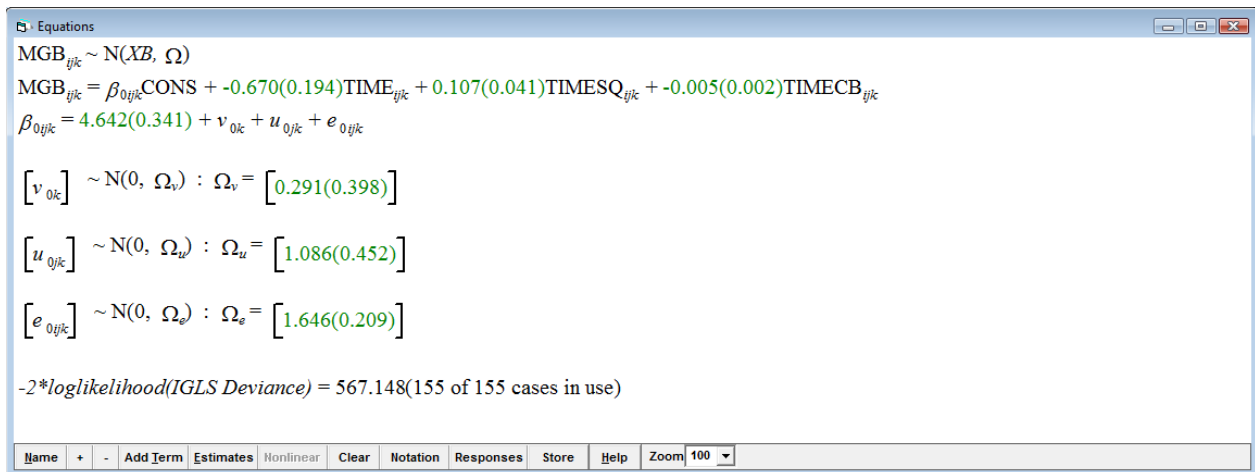 Equations
MGB_ijk ~ N(XB, Ω)
MGB_ijk = β_0ijk CONS + -0.670(0.194)TIME_ijk + 0.107(0.041)TIMESQ_ijk + -0.005(0.002)TIMECB_ijk
β_0ijk = 4.642(0.341) + v_0k + u_0jk + e_0ijk
[v_0k] ~ N(0, Ω_v) : Ω_v = [0.291(0.398)]
[u_0jk] ~ N(0, Ω_u) : Ω_u = [1.086(0.452)]
[e_0ijk] ~ N(0, Ω_e) : Ω_e = [1.646(0.209)]
-2*loglikelihood(IGLS Deviance) = 567.148(155 of 155 cases in use)
Name + - Add Term Estimates Nonlinear Clear Notation Responses Store Help Zoom 100